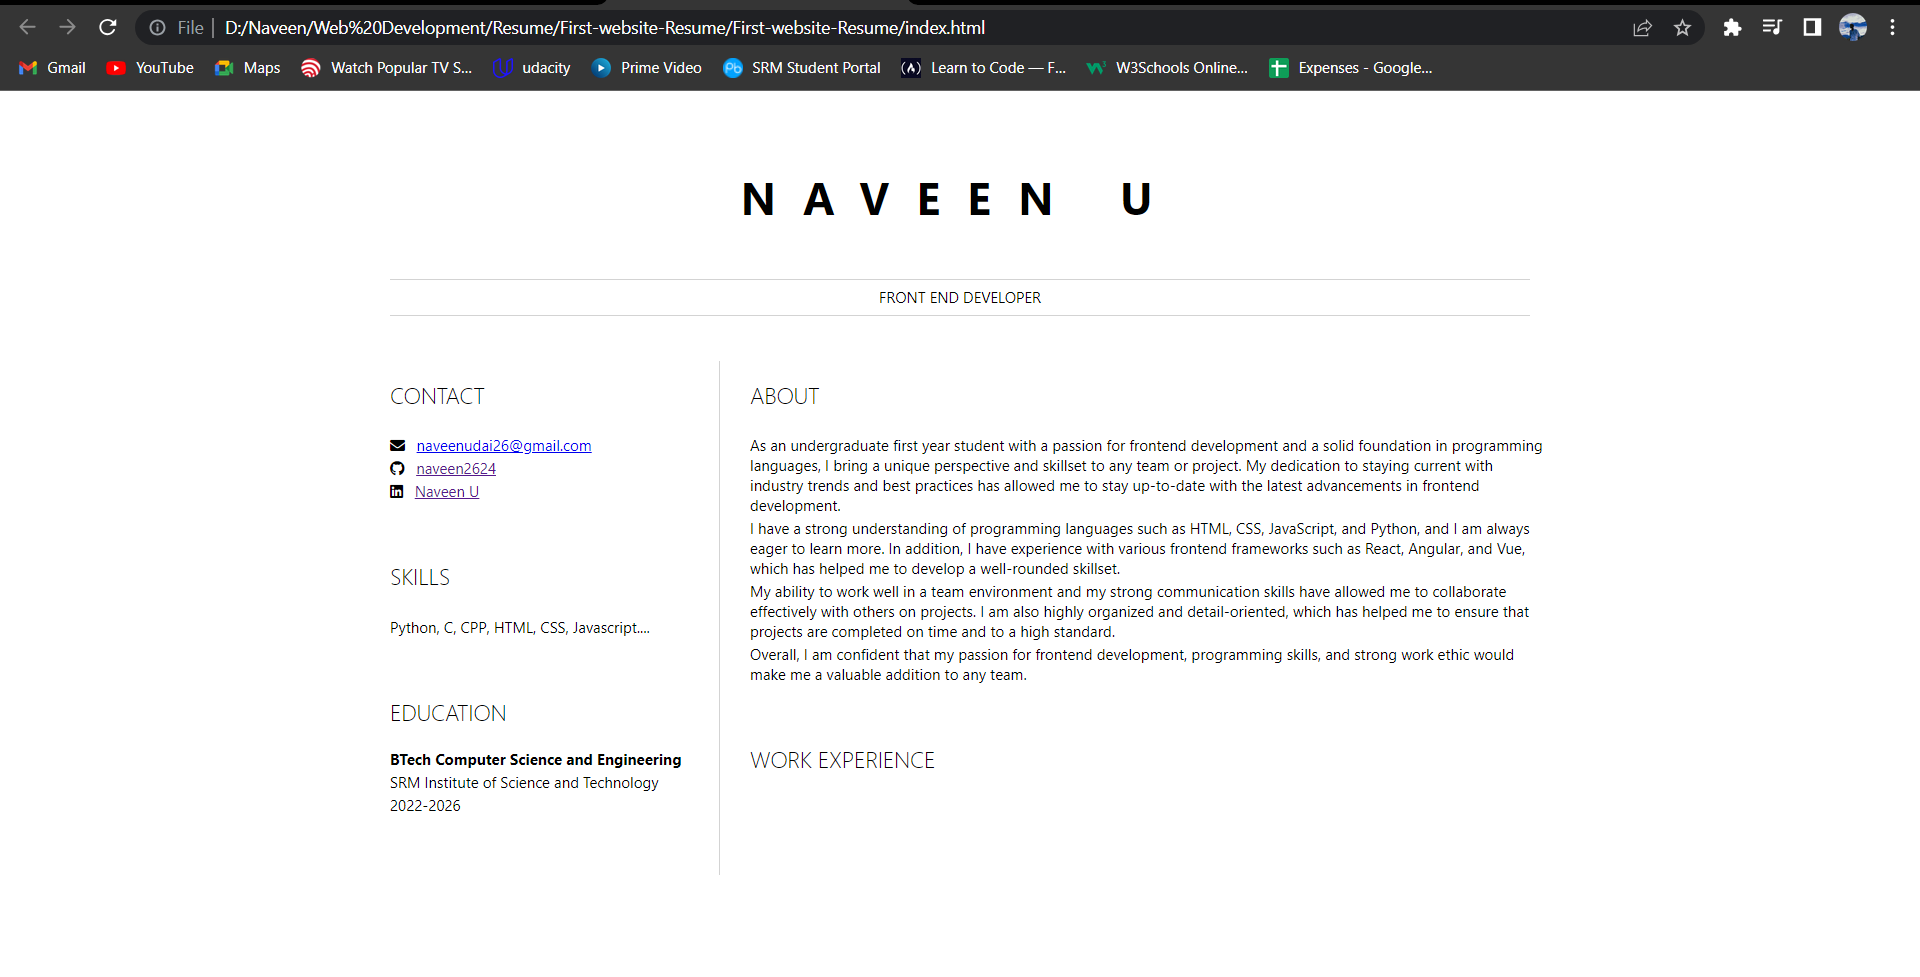 File | D:/Naveen/Web%20Development/Resume/First-website-Resume/First-website-Resume/index.html
Gmail YouTube Maps Watch Popular TV S... udacity Prime Video SRM Student Portal Learn to Code — F... W3Schools Online... Expenses - Google...
NAVEEN U
FRONT END DEVELOPER
CONTACT
naveenudai26@gmail.com
naveen2624
Naveen U
SKILLS
Python, C, CPP, HTML, CSS, Javascript....
EDUCATION
BTech Computer Science and Engineering
SRM Institute of Science and Technology
2022-2026
ABOUT
As an undergraduate first year student with a passion for frontend development and a solid foundation in programming
languages, I bring a unique perspective and skillset to any team or project. My dedication to staying current with
industry trends and best practices has allowed me to stay up-to-date with the latest advancements in frontend
development.
I have a strong understanding of programming languages such as HTML, CSS, JavaScript, and Python, and I am always
eager to learn more. In addition, I have experience with various frontend frameworks such as React, Angular, and Vue,
which has helped me to develop a well-rounded skillset.
My ability to work well in a team environment and my strong communication skills have allowed me to collaborate
effectively with others on projects. I am also highly organized and detail-oriented, which has helped me to ensure that
projects are completed on time and to a high standard.
Overall, I am confident that my passion for frontend development, programming skills, and strong work ethic would
make me a valuable addition to any team.
WORK EXPERIENCE